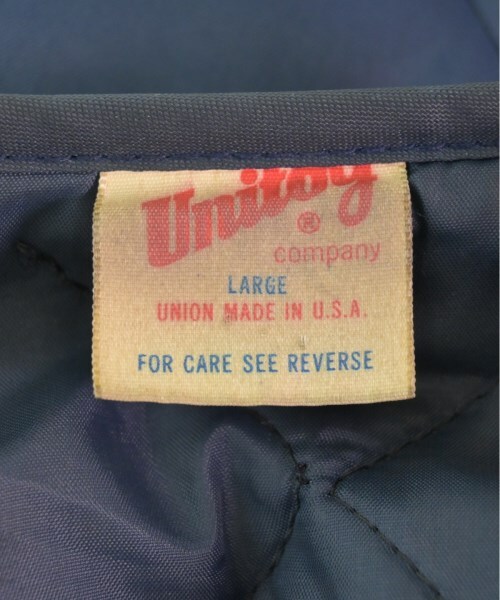 Unitog
®
company
LARGE
UNION MADE IN U.S.A.
FOR CARE SEE REVERSE